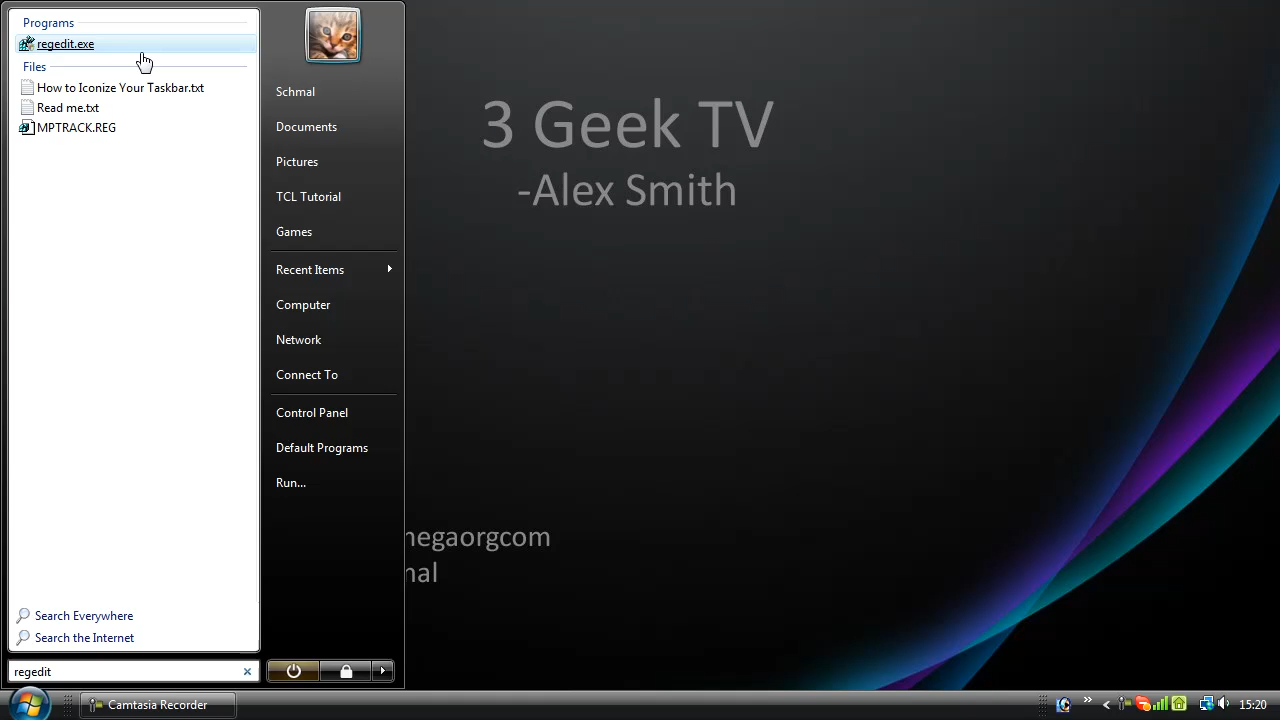 Programs
regedit.exe
Files
How to Iconize Your Taskbar.txt
Read me.txt
MPTRACK.REG
Search Everywhere
Search the Internet
regedit
Schmal
Documents
Pictures
TCL Tutorial
Games
Recent Items
Computer
Network
Connect To
Control Panel
Default Programs
Run...
3 Geek TV
-Alex Smith
negaorgcom
nal
Camtasia Recorder
15:20